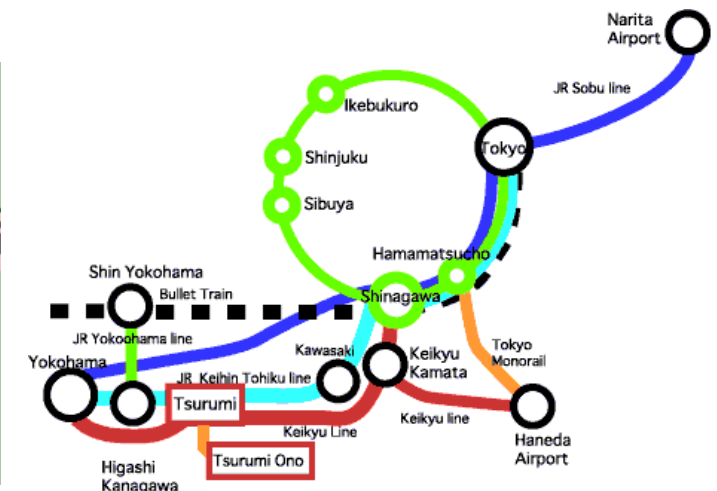 Narita
Airport
JR Sobu line
Ikebukuro
Tokyo
Shinjuku
Sibuya
Hamamatsucho
Shin Yokohama
Bullet Train
Shinagawa
JR Yokoohama line
Tokyo
Monorail
Yokohama
Kawasaki
Keikyu
Kamata
JR Keihin Tohiku line
Tsurumi
Keikyu line
Keikyu Line
Haneda
Airport
Tsurumi Ono
Higashi
Kanagawa